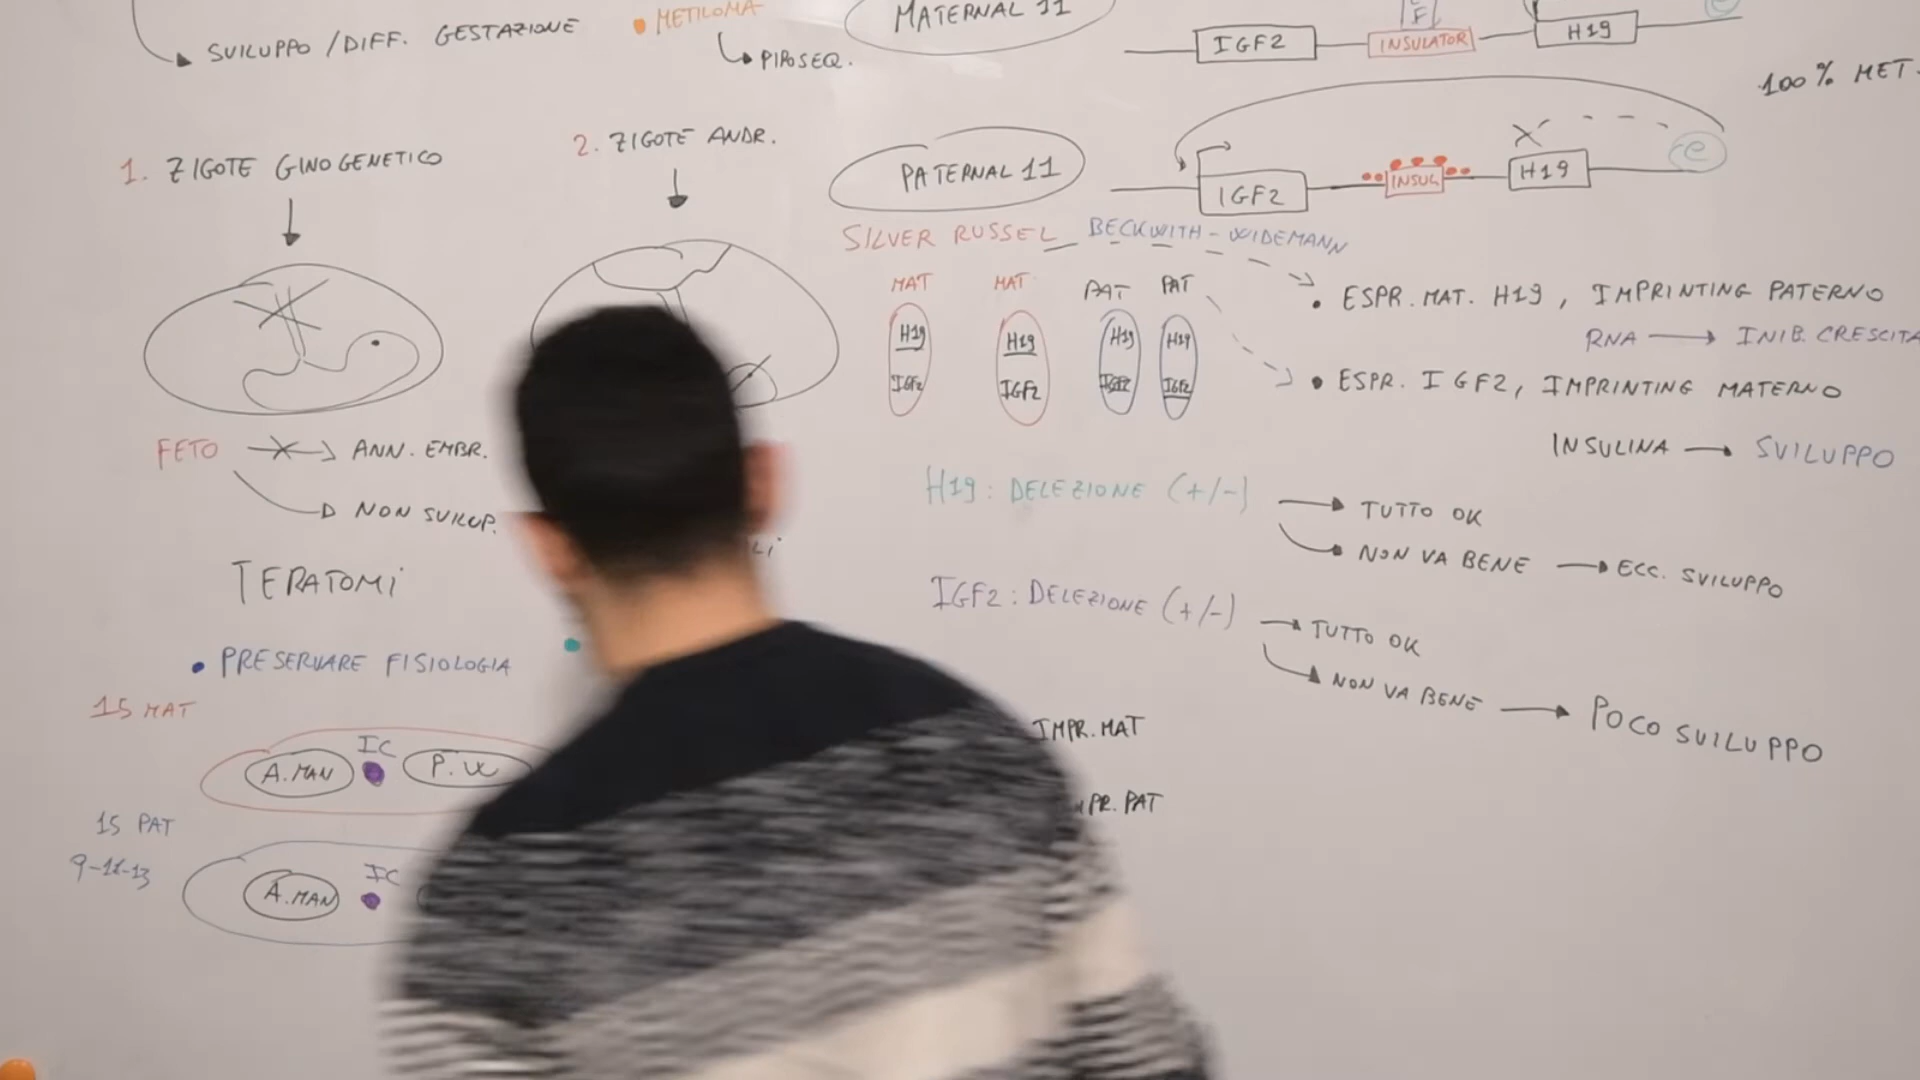 SVILUPPO / DIFF. GESTAZIONE
METILOMA
PIROSEQ.
MATERNAL 11
IGF2
INSULATOR
H19
100% MET.
1. ZIGOTE GINOGENETICO
2. ZIGOTE ANDR.
PATERNAL 11
IGF2
INSUL
H19
e
SILVER RUSSEL
BECKWITH - WIDEMANN
MAT
MAT
PAT
PAT
H19
H19
H19
H19
IGF2
IGF2
IGF2
IGF2
ESPR. MAT. H19, IMPRINTING PATERNO
RNA
INIB. CRESCITA
ESPR. IGF2, IMPRINTING MATERNO
INSULINA
SVILUPPO
FETO
ANN. EMBR.
NON SVILUP.
TERATOMI
PRESERVARE FISIOLOGIA
H19: DELEZIONE (+/-)
TUTTO OK
NON VA BENE
ECC. SVILUPPO
IGF2: DELEZIONE (+/-)
TUTTO OK
NON VA BENE
POCO SVILUPPO
15 MAT
A.MAN
IC
P.W
IMPR. MAT
15 PAT
9-11-13
A.MAN
IC
PR. PAT